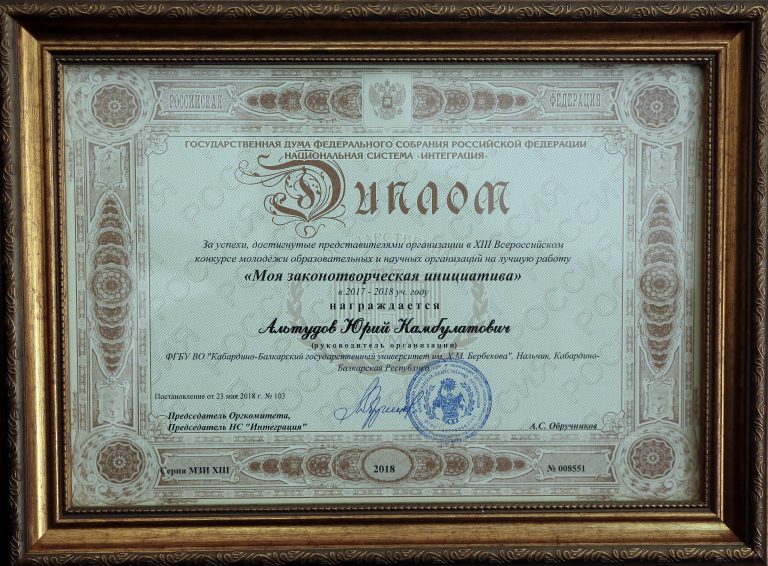 РОССИЙСКАЯ ФЕДЕРАЦИЯ
ГОСУДАРСТВЕННАЯ ДУМА ФЕДЕРАЛЬНОГО СОБРАНИЯ РОССИЙСКОЙ ФЕДЕРАЦИИ
НАЦИОНАЛЬНАЯ СИСТЕМА «ИНТЕГРАЦИЯ»
Диплом
За успехи, достигнутые представителями организации в XIII Всероссийском
конкурсе молодежи образовательных и научных организаций на лучшую работу
«Моя законотворческая инициатива»
в 2017 - 2018 уч. году
награждается
Альтудов Юрий Камбулатович
(руководитель организации)
ФГБУ ВО "Кабардино-Балкарский государственный университет им. Х.М. Бербекова". Нальчик, Кабардино-
Балкарская Республика
Постановление от 23 мая 2018 г. № 103
Председатель Оргкомитета,
Председатель НС "Интеграция"
А.С. Обручников
Серия МЗИ XIII
2018
№ 008551